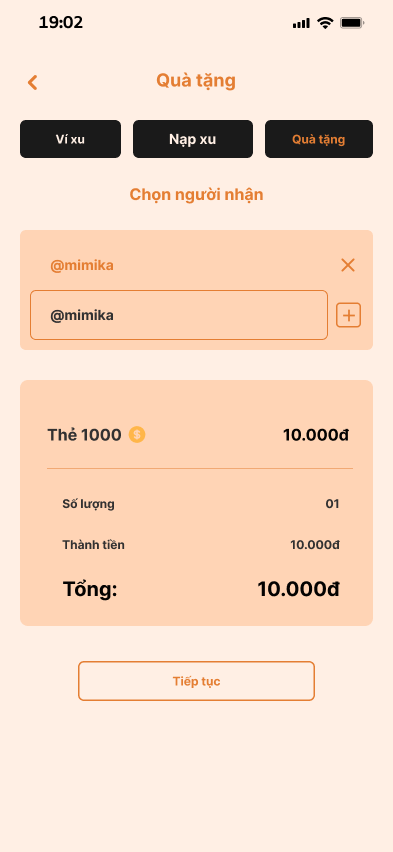 19:02
Quà tặng
Ví xu Nạp xu Quà tặng
Chọn người nhận
@mimika
@mimika
Thẻ 1000 $ 10.000đ
Số lượng 01
Thành tiền 10.000đ
Tổng: 10.000đ
Tiếp tục